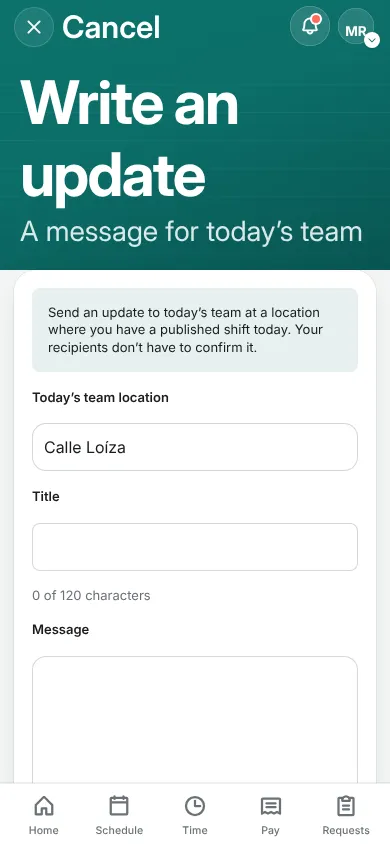 Cancel
MR
Write an
update
A message for today’s team
Send an update to today’s team at a location
where you have a published shift today. Your
recipients don’t have to confirm it.
Today’s team location
Calle Loíza
Title
0 of 120 characters
Message
Home
Schedule
Time
Pay
Requests